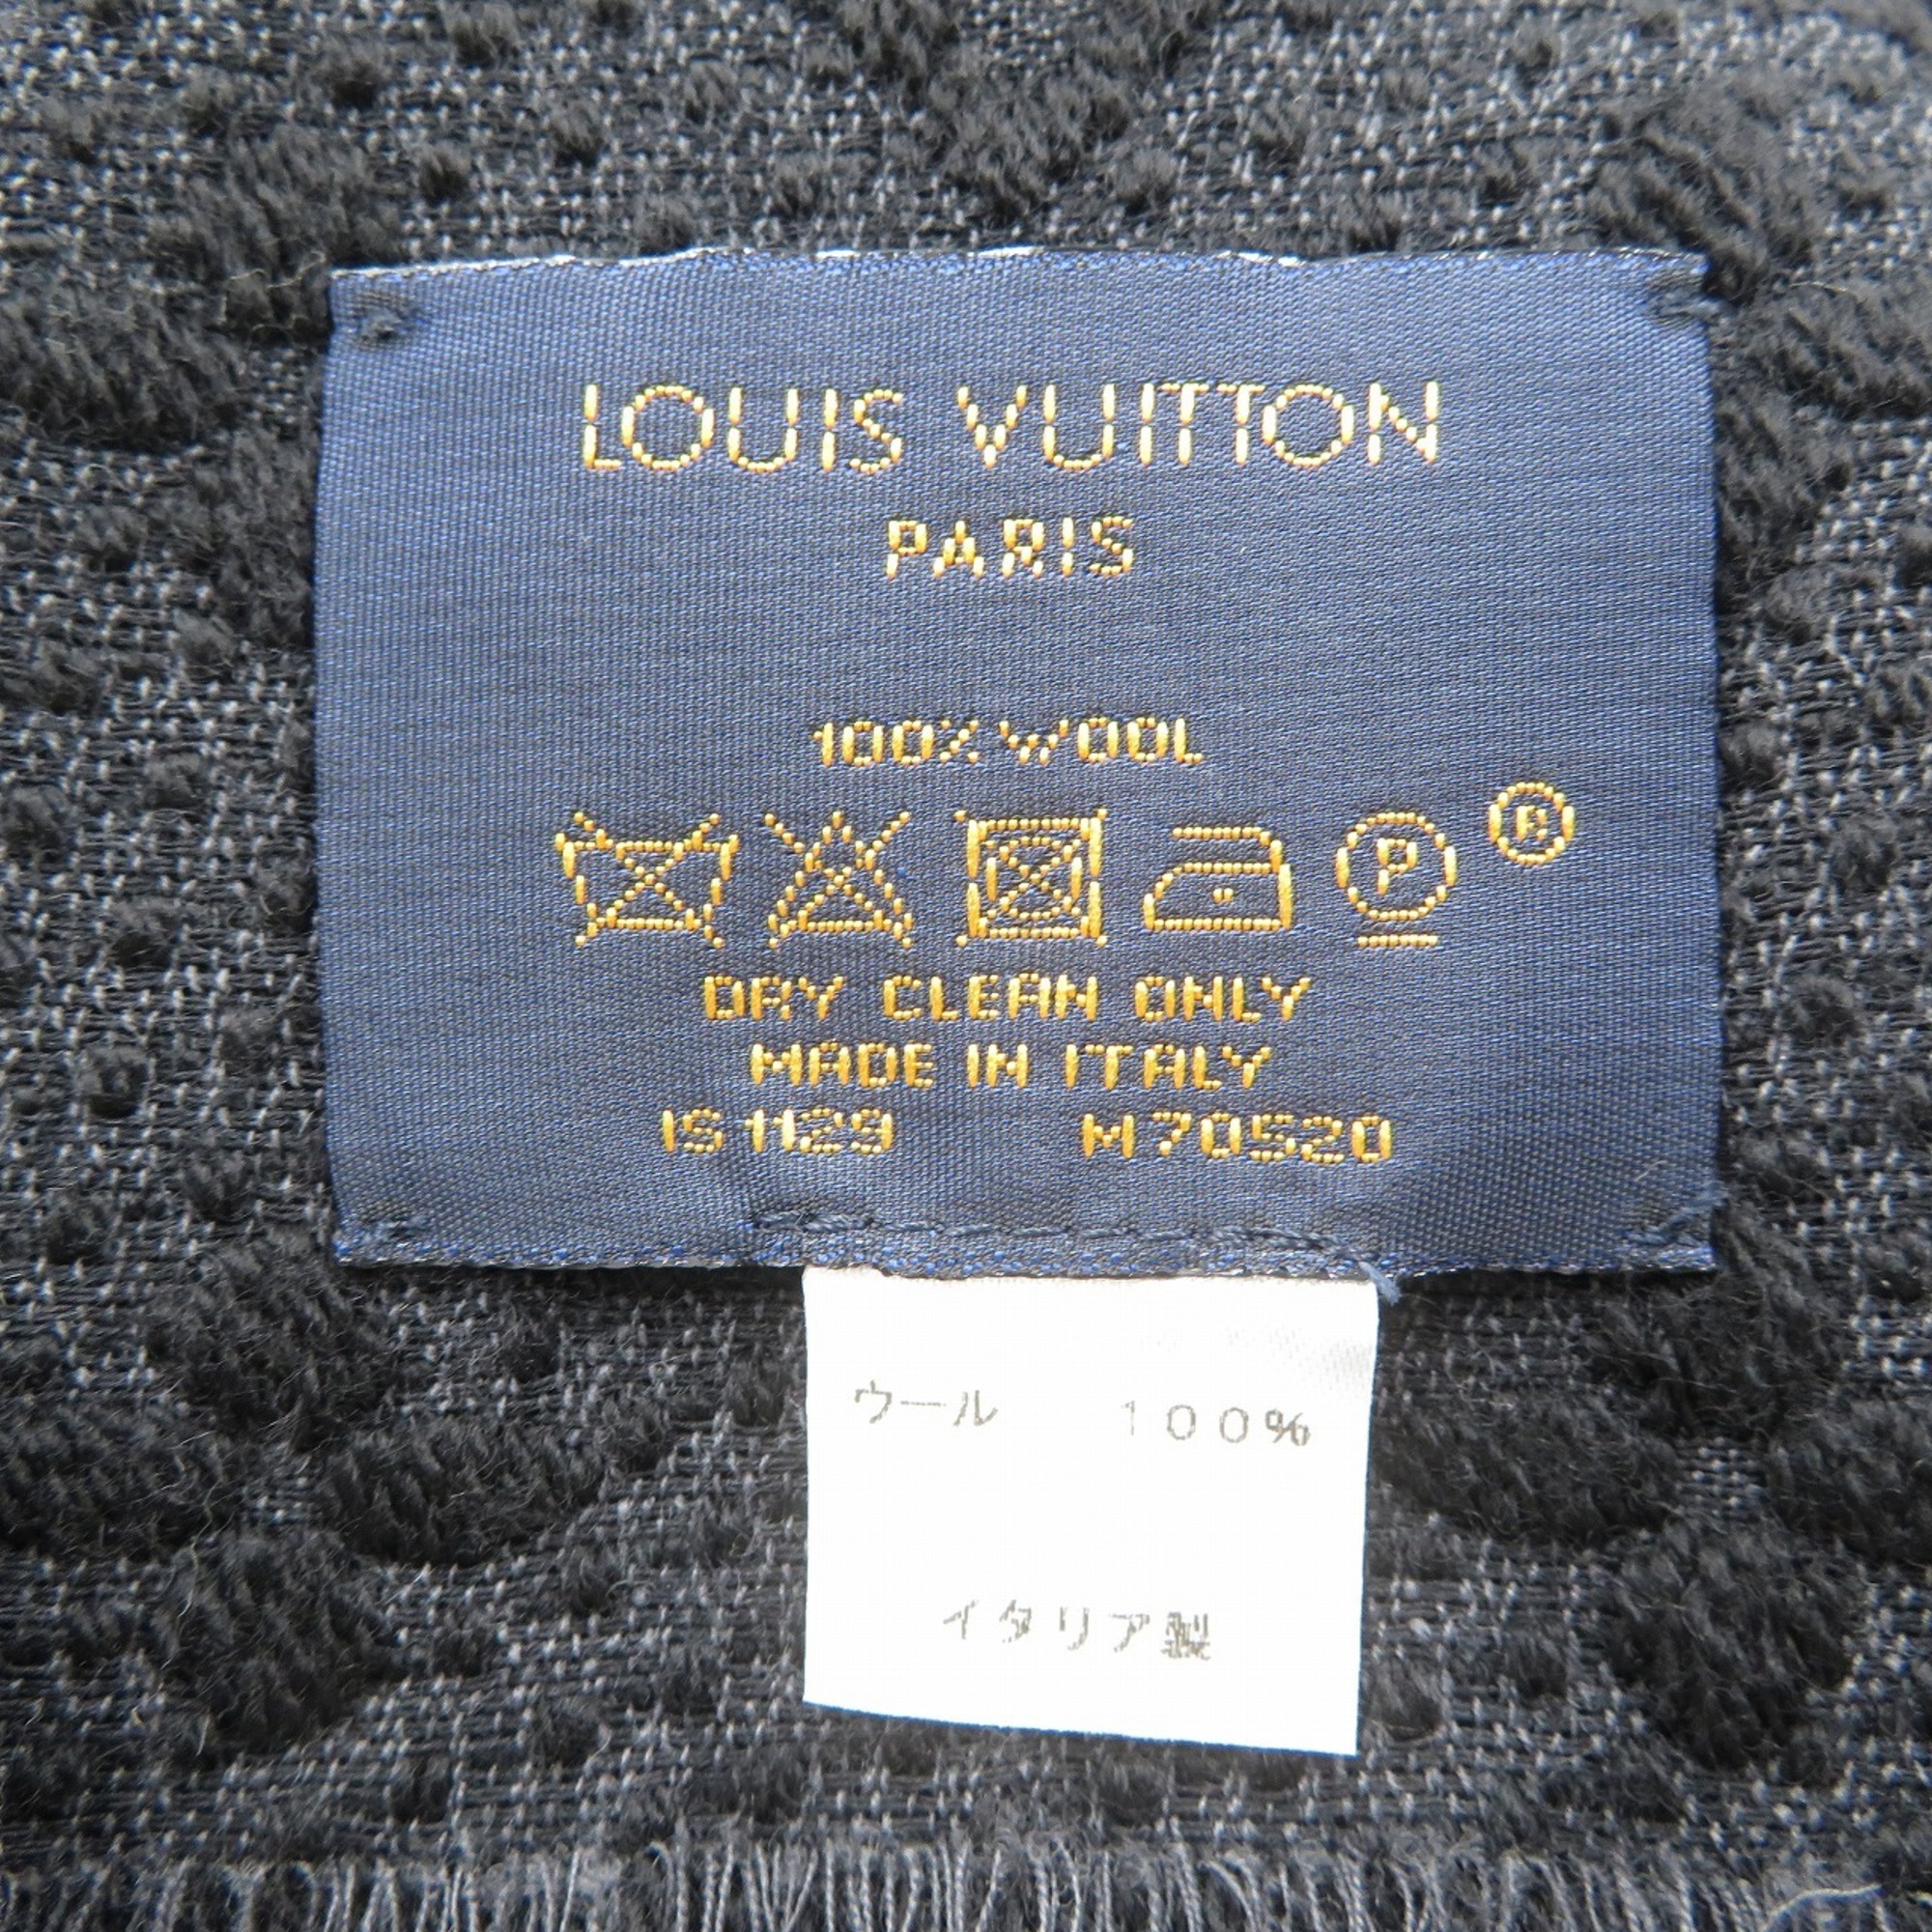 LOUIS VUITTON
PARIS
100% WOOL
P ®
DRY CLEAN ONLY
MADE IN ITALY
IS1129 M70520
ウール 100%
イタリア製